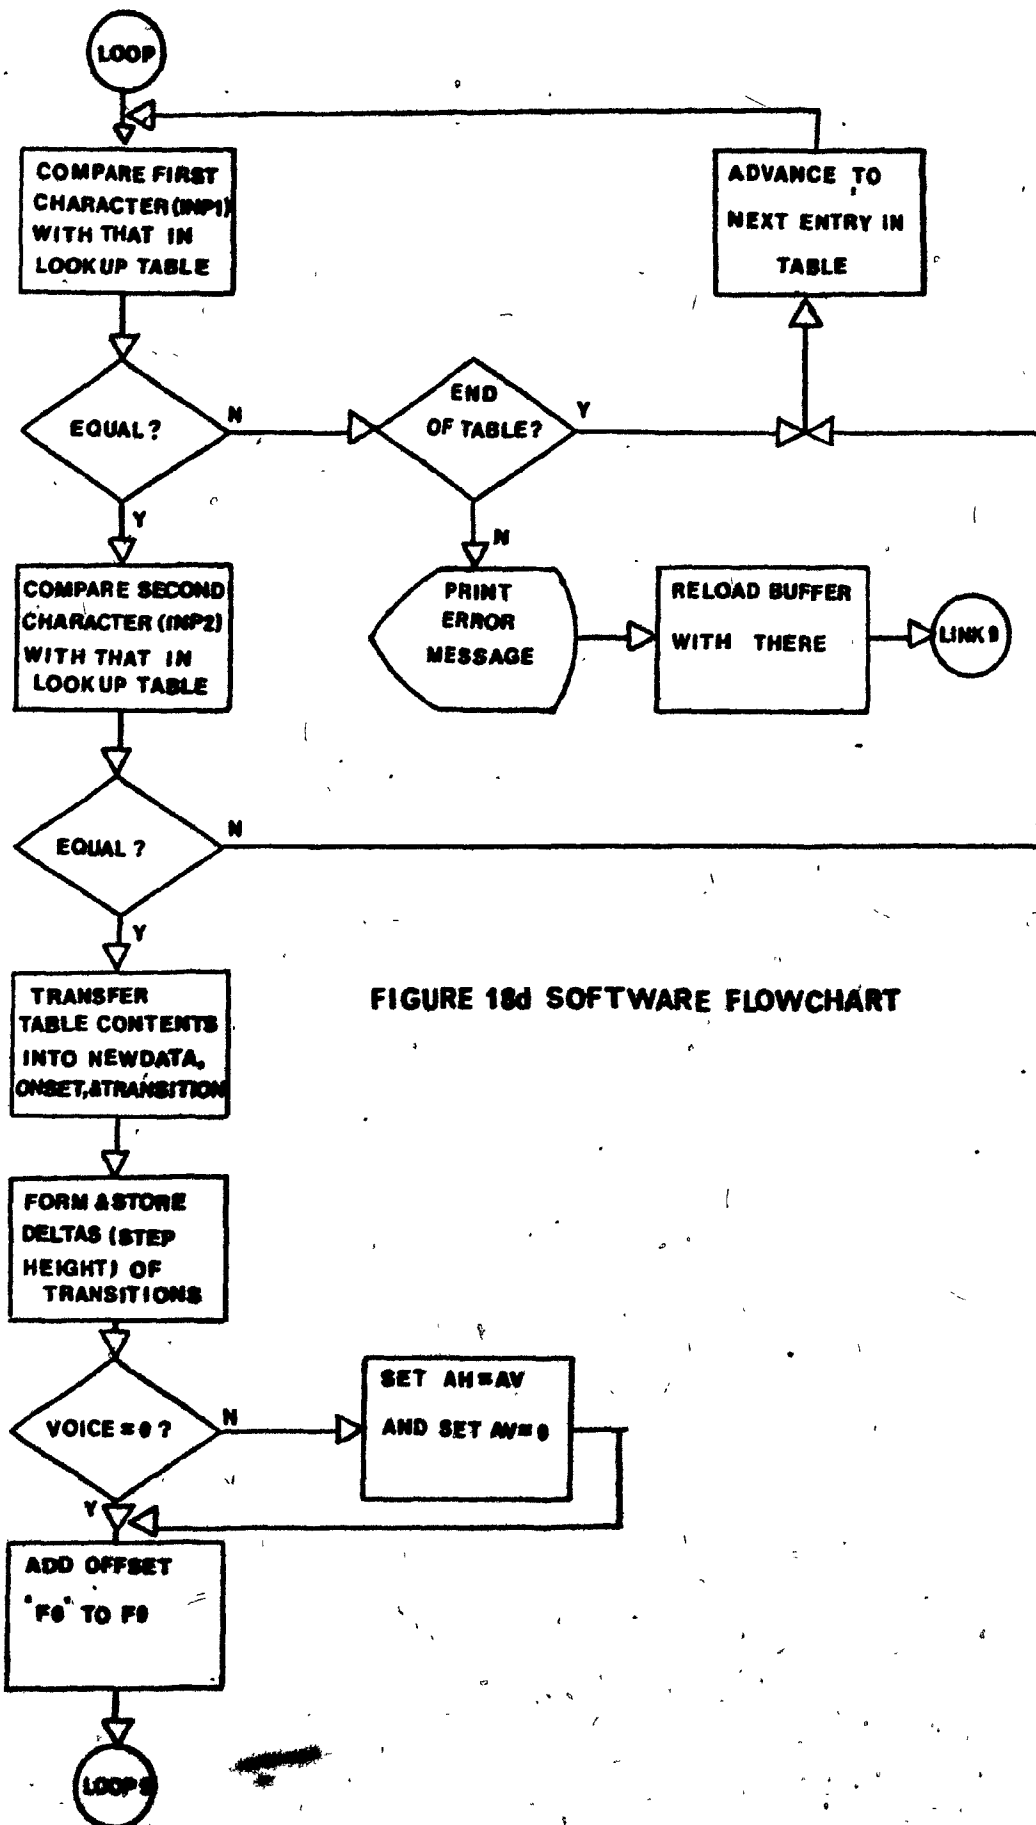 LOOP
COMPARE FIRST
CHARACTER (INP1)
WITH THAT IN
LOOKUP TABLE
ADVANCE TO
NEXT ENTRY IN
TABLE
EQUAL?
N
END
OF TABLE?
Y
Y
N
COMPARE SECOND
CHARACTER (INP2)
WITH THAT IN
LOOKUP TABLE
PRINT
ERROR
MESSAGE
RELOAD BUFFER
WITH THERE
LINK9
EQUAL?
N
Y
TRANSFER
TABLE CONTENTS
INTO NEWDATA,
ONSET,&TRANSITION
FIGURE 18d SOFTWARE FLOWCHART
FORM &STORE
DELTAS (STEP
HEIGHT) OF
TRANSITIONS
VOICE=0?
N
SET AH=AV
AND SET AV=0
Y
ADD OFFSET
"F0" TO F0